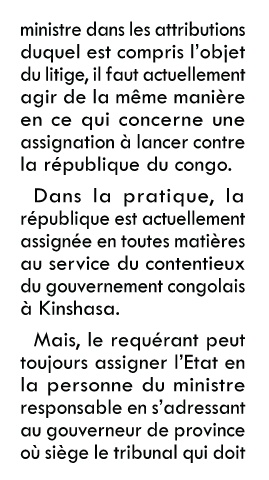 ministre dans les attributions
duquel est compris l'objet
du litige, il faut actuellement
agir de la même manière
en ce qui concerne une
assignation à lancer contre
la république du congo.
Dans la pratique, la
république est actuellement
assignée en toutes matières
au service du contentieux
du gouvernement congolais
à Kinshasa.
Mais, le requérant peut
toujours assigner l'Etat en
la personne du ministre
responsable en s'adressant
au gouverneur de province
où siège le tribunal qui doit